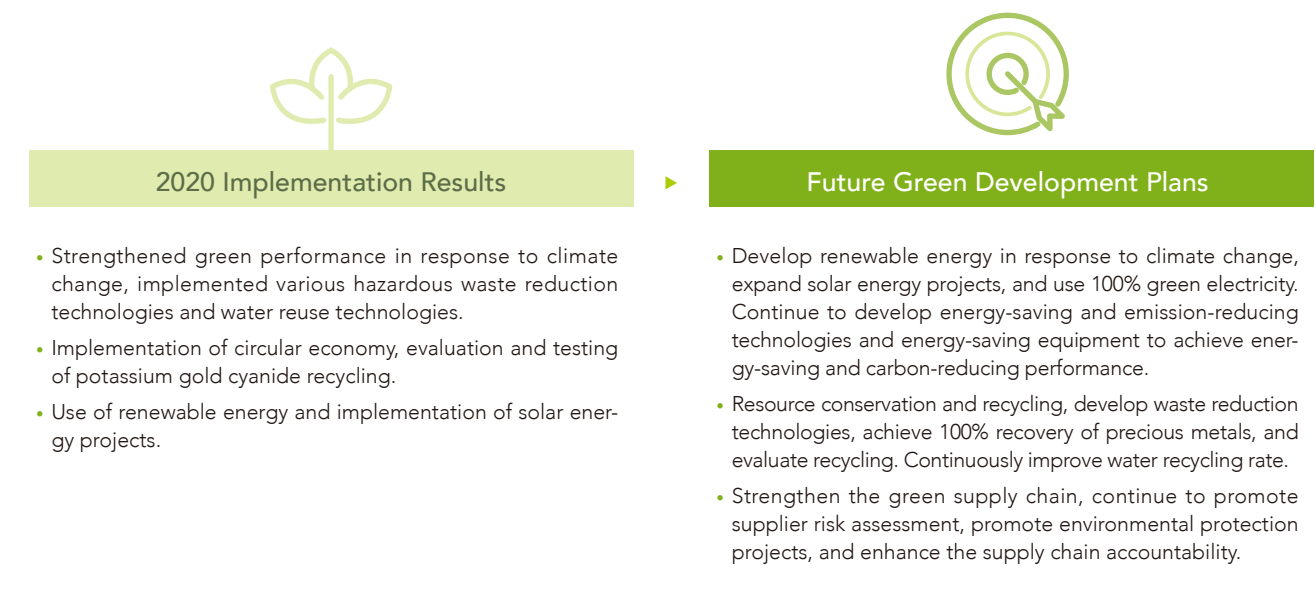 2020 Implementation Results
• Strengthened green performance in response to climate
change, implemented various hazardous waste reduction
technologies and water reuse technologies.
• Implementation of circular economy, evaluation and testing
of potassium gold cyanide recycling.
• Use of renewable energy and implementation of solar ener-
gy projects.
Future Green Development Plans
• Develop renewable energy in response to climate change,
expand solar energy projects, and use 100% green electricity.
Continue to develop energy-saving and emission-reducing
technologies and energy-saving equipment to achieve ener-
gy-saving and carbon-reducing performance.
• Resource conservation and recycling, develop waste reduction
technologies, achieve 100% recovery of precious metals, and
evaluate recycling. Continuously improve water recycling rate.
• Strengthen the green supply chain, continue to promote
supplier risk assessment, promote environmental protection
projects, and enhance the supply chain accountability.